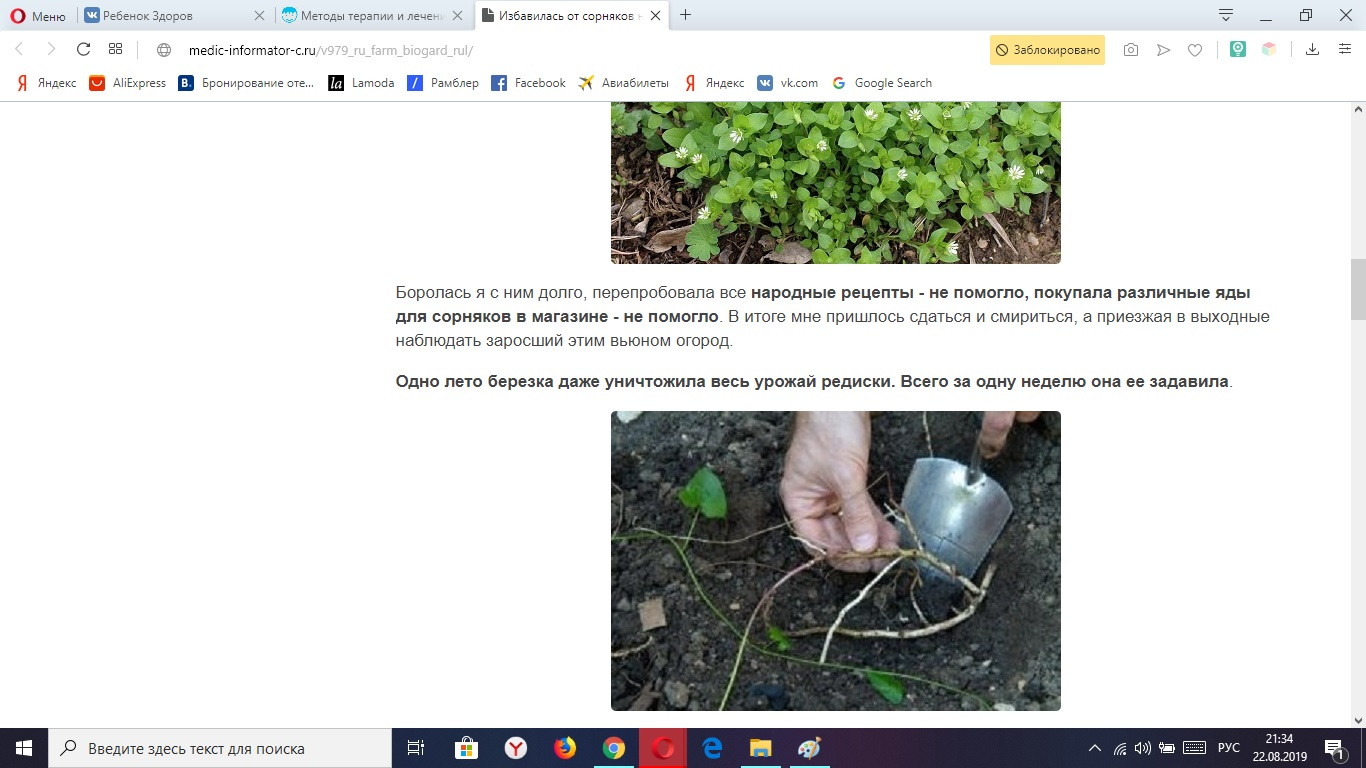 Меню
Ребенок Здоров
Методы терапии и лечени
Избавилась от сорняков н
medic-informator-c.ru/v979_ru_farm_biogard_rul/
Заблокировано
Яндекс
AliExpress
Бронирование оте...
Lamoda
Рамблер
Facebook
Авиабилеты
Яндекс
vk.com
Google Search
Боролась я с ним долго, перепробовала все народные рецепты - не помогло, покупала различные яды
для сорняков в магазине - не помогло. В итоге мне пришлось сдаться и смириться, а приезжая в выходные
наблюдать заросший этим вьюном огород.
Одно лето березка даже уничтожила весь урожай редиски. Всего за одну неделю она ее задавила.
Введите здесь текст для поиска
РУС
21:34
22.08.2019
1